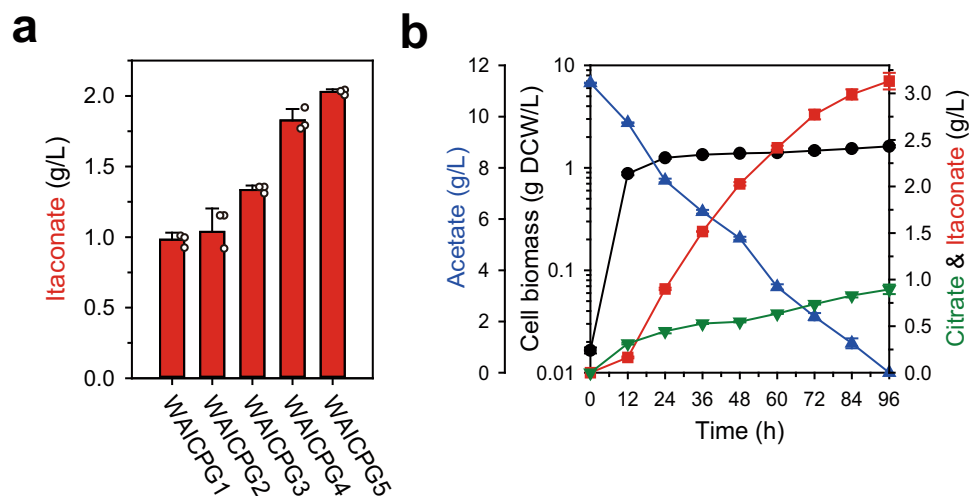 a
Itaconate (g/L)
2.0
1.5
1.0
0.5
0.0
WAICPG1
WAICPG2
WAICPG3
WAICPG4
WAICPG5
b
Acetate (g/L)
12
10
8
6
4
2
0
Cell biomass (g DCW/L)
10
1
0.1
0.01
3.0
2.5
2.0
1.5
1.0
0.5
0.0
Citrate & Itaconate (g/L)
0 12 24 36 48 60 72 84 96
Time (h)